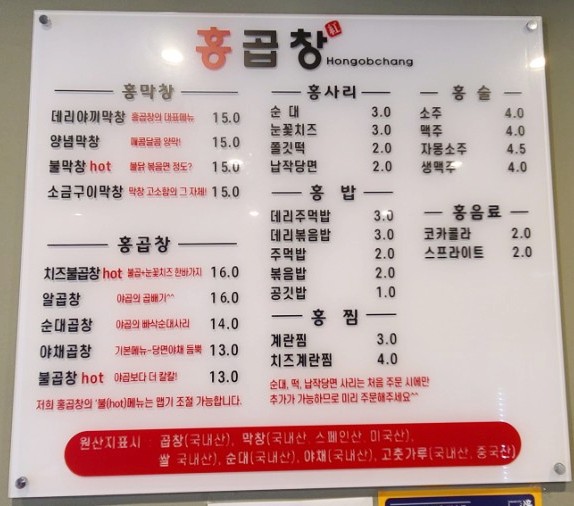 홍곱창 紅
Hongobchang
홍막창
데리야끼막창 홍곱창의 대표메뉴 15.0
양념막창 매콤달콤 양막! 15.0
불막창 hot 불닭 볶음면 정도? 15.0
소금구이막창 막창 고소함의 그 자체! 15.0
홍곱창
치즈불곱창 hot 불곱+눈꽃치즈 한바가지 16.0
알곱창 야곱의 곱배기^^ 16.0
순대곱창 야곱의 빠삭순대사리 14.0
야채곱창 기본메뉴~당면야채 듬뿍 13.0
불곱창 hot 야곱보다 더 칼칼! 13.0
저희 홍곱창의 '불(hot)메뉴는 맵기 조절 가능합니다.
홍사리
순 대 3.0
눈꽃치즈 3.0
쫄깃떡 2.0
납작당면 2.0
홍 밥
데리주먹밥 3.0
데리볶음밥 3.0
주먹밥 2.0
볶음밥 2.0
공깃밥 1.0
홍 찜
계란찜 3.0
치즈계란찜 4.0
순대, 떡, 납작당면 사리는 처음 주문 시에만
추가가 가능하므로 미리 주문해주세요^^
홍 술
소주 4.0
맥주 4.0
자몽소주 4.5
생맥주 4.0
홍음료
코카콜라 2.0
스프라이트 2.0
원산지표시 : 곱창(국내산), 막창(국내산, 스페인산, 미국산),
쌀 국내산), 순대(국내산), 야채(국내산), 고춧가루(국내산, 중국산)